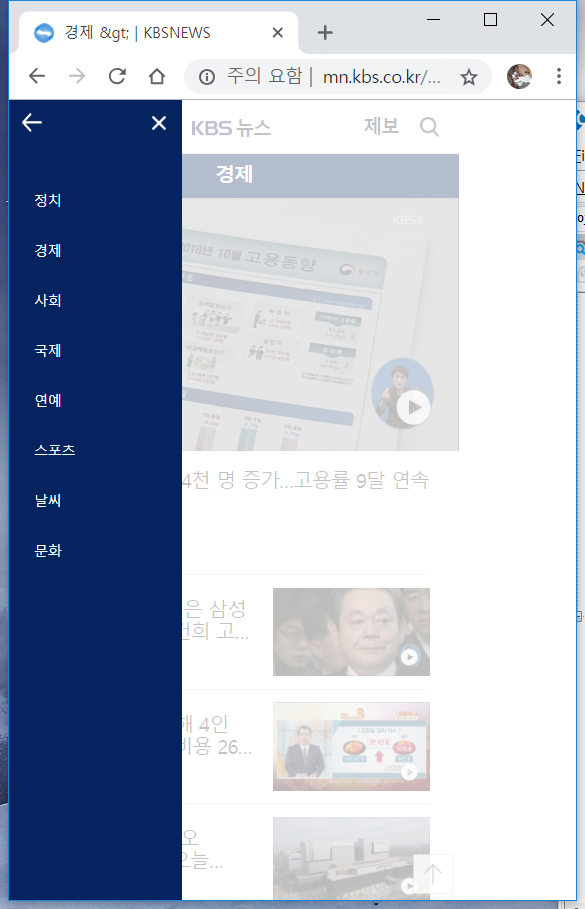 경제 &gt; | KBSNEWS
주의 요함 | mn.kbs.co.kr/...
KBS 뉴스
제보
정치
경제
사회
국제
연예
스포츠
날씨
문화
경제
KBS1
2018년 10월 고용동향
4천 명 증가...고용률 9달 연속
은 삼성
건희 고...
해 4인
비용 26...
오
오늘...